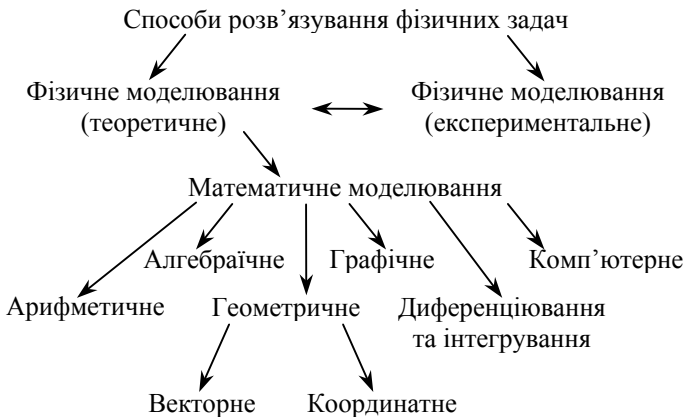 Способи розв’язування фізичних задач
Фізичне моделювання
(теоретичне)
Фізичне моделювання
(експериментальне)
Математичне моделювання
Алгебраїчне
Графічне
Комп’ютерне
Арифметичне
Геометричне
Диференціювання
та інтегрування
Векторне
Координатне